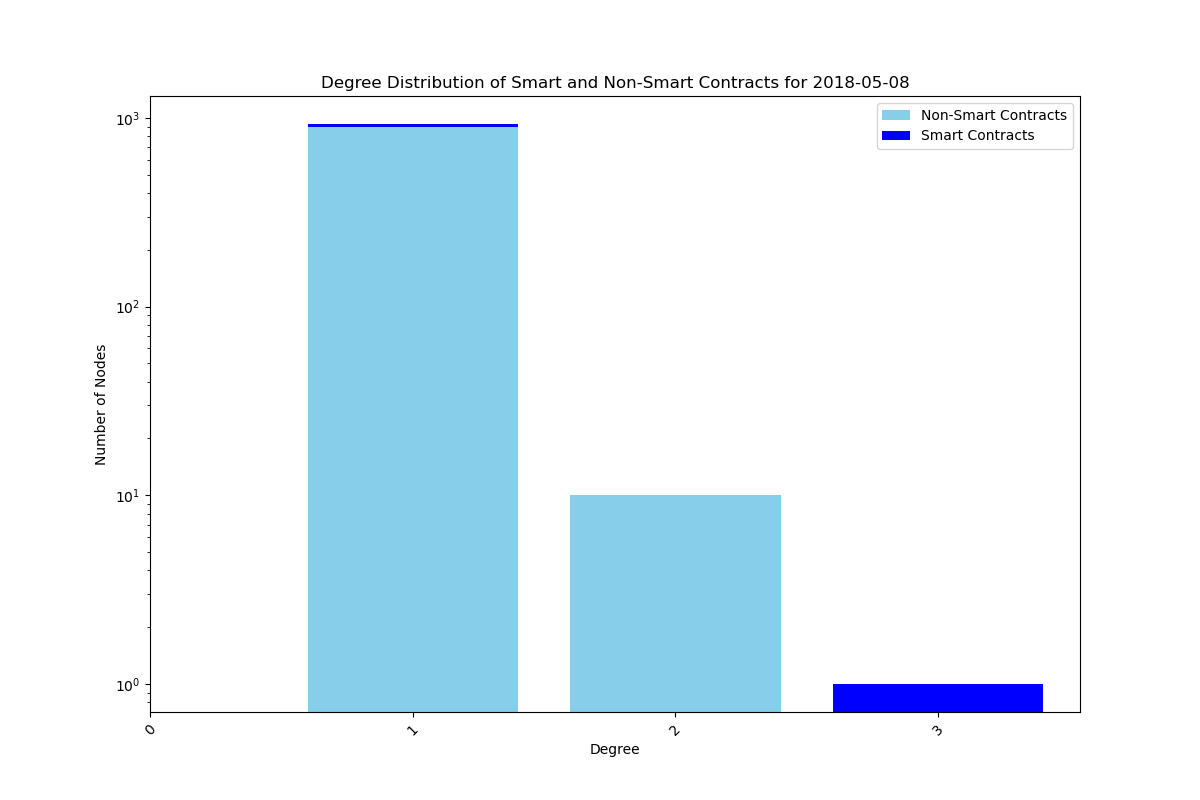 Degree Distribution of Smart and Non-Smart Contracts for 2018-05-08
Non-Smart Contracts
Smart Contracts
Number of Nodes
10³
10²
10¹
10⁰
0 1 2 3
Degree